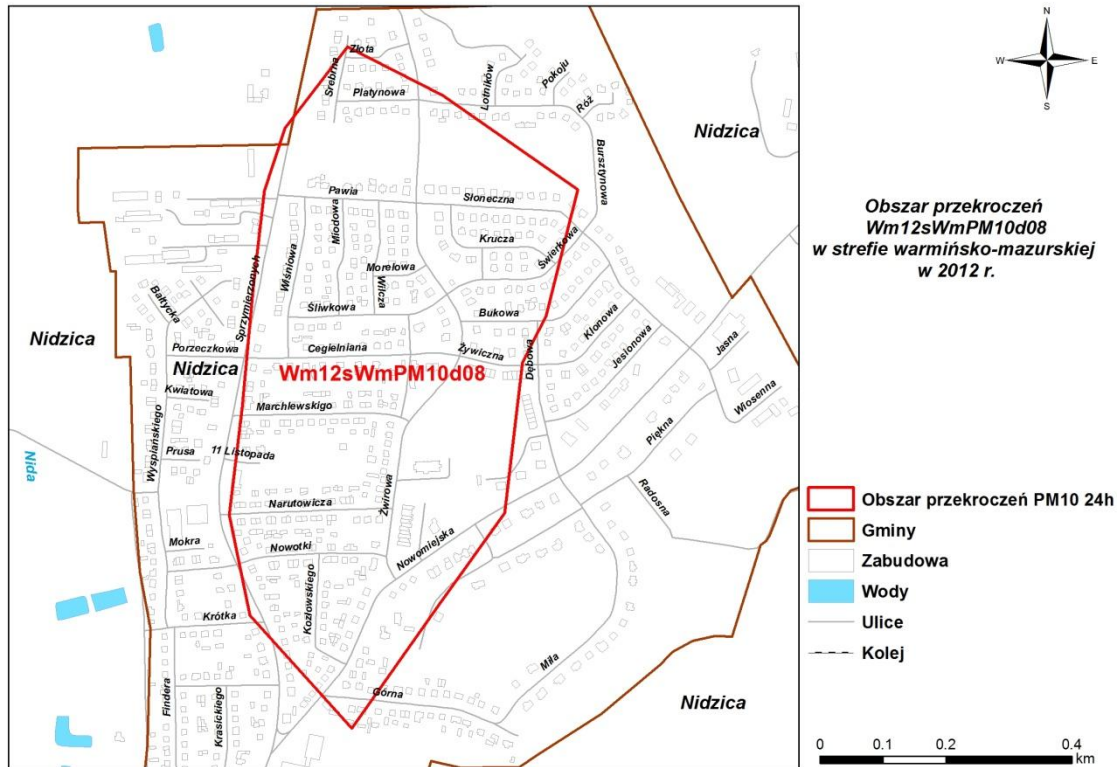 N
W
E
S
Złota
Srebrna
Platynowa
Lotników
Pokoju
Róż
Bursztynowa
Nidzica
Obszar przekroczeń
Wm12sWmPM10d08
w strefie warmińsko-mazurskiej
w 2012 r.
Pawia
Słoneczna
Miodowa
Krucza
Świerkowa
Wiśniowa
Morelowa
Wilcza
Sprzymierzonych
Bałtycka
Śliwkowa
Bukowa
Klonowa
Jesionowa
Nidzica
Porzeczkowa
Cegielniana
Żywiczna
Dębowa
Jasna
Nidzica
Wm12sWmPM10d08
Kwiatowa
Wiosenna
Marchlewskigo
Wyspiańskiego
Piękna
Prusa
11 Listopada
Nida
Radosna
Narutowicza
Żwirowa
Nowomiejska
Mokra
Nowotki
Kozłowskiego
Krótka
Miła
Findera
Krasickiego
Górna
Nidzica
Obszar przekroczeń PM10 24h
Gminy
Zabudowa
Wody
Ulice
Kolej
0 0.1 0.2 0.4
km